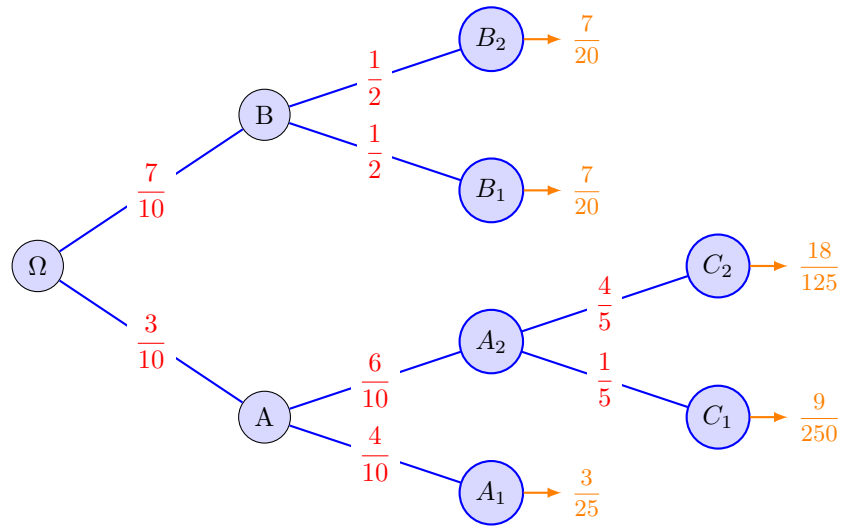 B₂ 7/20
1/2
B
1/2
7/10
B₁ 7/20
Ω
C₂ 18/125
4/5
3/10
A₂
6/10
1/5
A
C₁ 9/250
4/10
A₁ 3/25